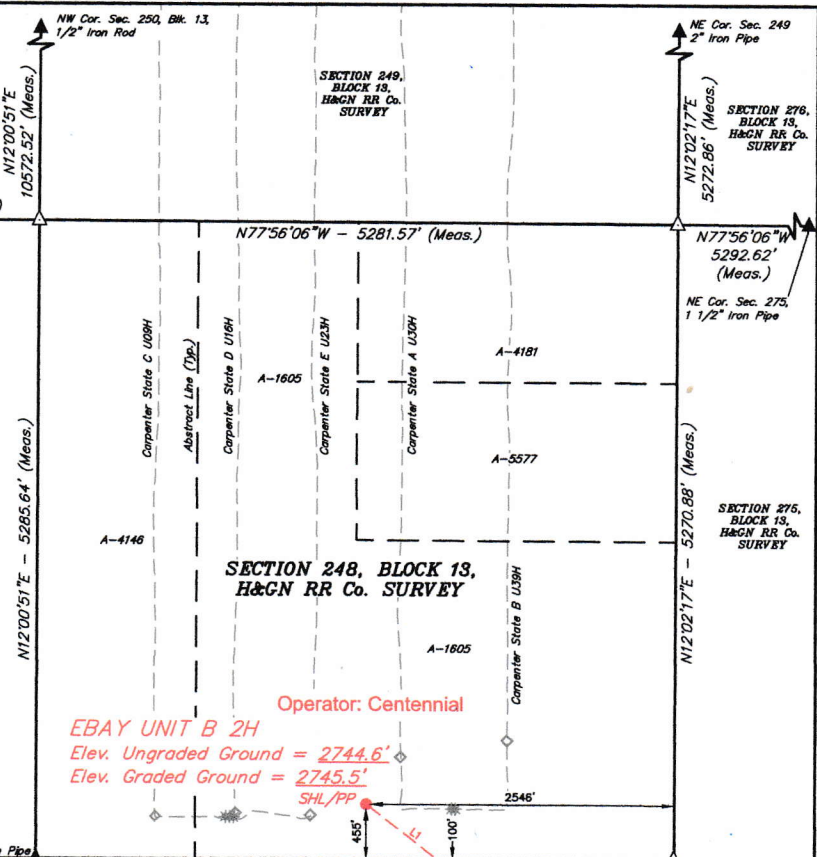 NW Cor. Sec. 250, Blk. 13,
1/2" Iron Rod
N12°00'51"E
10572.52' (Meas.)
SECTION 249,
BLOCK 13,
H&GN RR Co.
SURVEY
NE Cor. Sec. 249
2" Iron Pipe
N12°02'17"E
5272.86' (Meas.)
SECTION 276,
BLOCK 13,
H&GN RR Co.
SURVEY
N77°56'06"W - 5281.57' (Meas.)
N77°56'06"W
5292.62'
(Meas.)
NE Cor. Sec. 275,
1 1/2" Iron Pipe
Carpenter State C U09H
Abstract Line (Typ.)
Carpenter State D U16H
A-1605
Carpenter State E U23H
Carpenter State A U30H
A-4181
A-5577
N12°00'51"E - 5285.64' (Meas.)
A-4146
SECTION 248, BLOCK 13,
H&GN RR Co. SURVEY
Carpenter State B U39H
A-1605
N12°02'17"E - 5270.88' (Meas.)
SECTION 275,
BLOCK 13,
H&GN RR Co.
SURVEY
Operator: Centennial
EBAY UNIT B 2H
Elev. Ungraded Ground = 2744.6'
Elev. Graded Ground = 2745.5'
SHL/PP
2546'
455'
L1
100'
Pipe